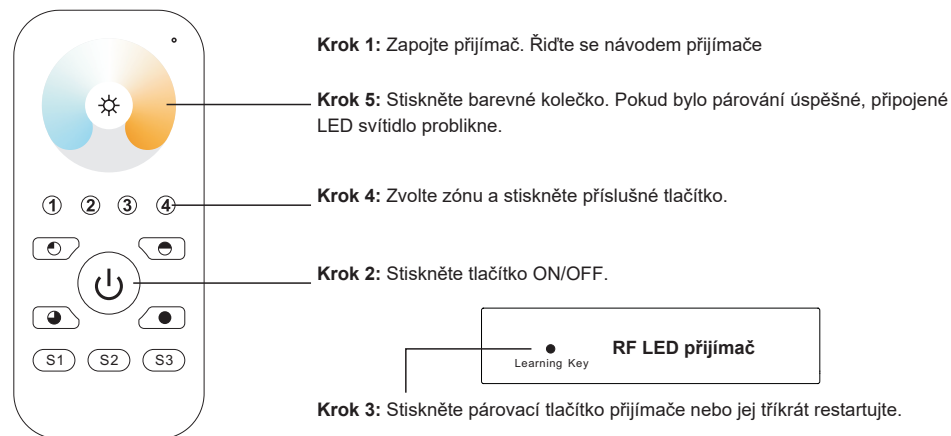 Krok 1: Zapojte přijímač. Řiďte se návodem přijímače
Krok 5: Stiskněte barevné kolečko. Pokud bylo párování úspěšné, připojené
LED svítidlo problikne.
1 2 3 4
Krok 4: Zvolte zónu a stiskněte příslušné tlačítko.
Krok 2: Stiskněte tlačítko ON/OFF.
S1 S2 S3
RF LED přijímač
Learning Key
Krok 3: Stiskněte párovací tlačítko přijímače nebo jej tříkrát restartujte.